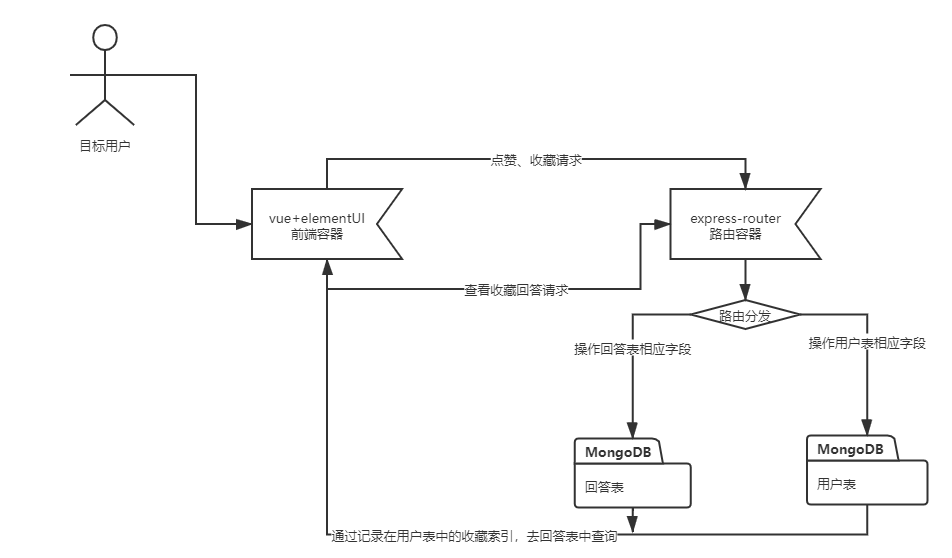 目标用户
点赞、收藏请求
vue+elementUI
前端容器
express-router
路由容器
查看收藏回答请求
路由分发
操作回答表相应字段
操作用户表相应字段
MongoDB
回答表
MongoDB
用户表
通过记录在用户表中的收藏索引，去回答表中查询